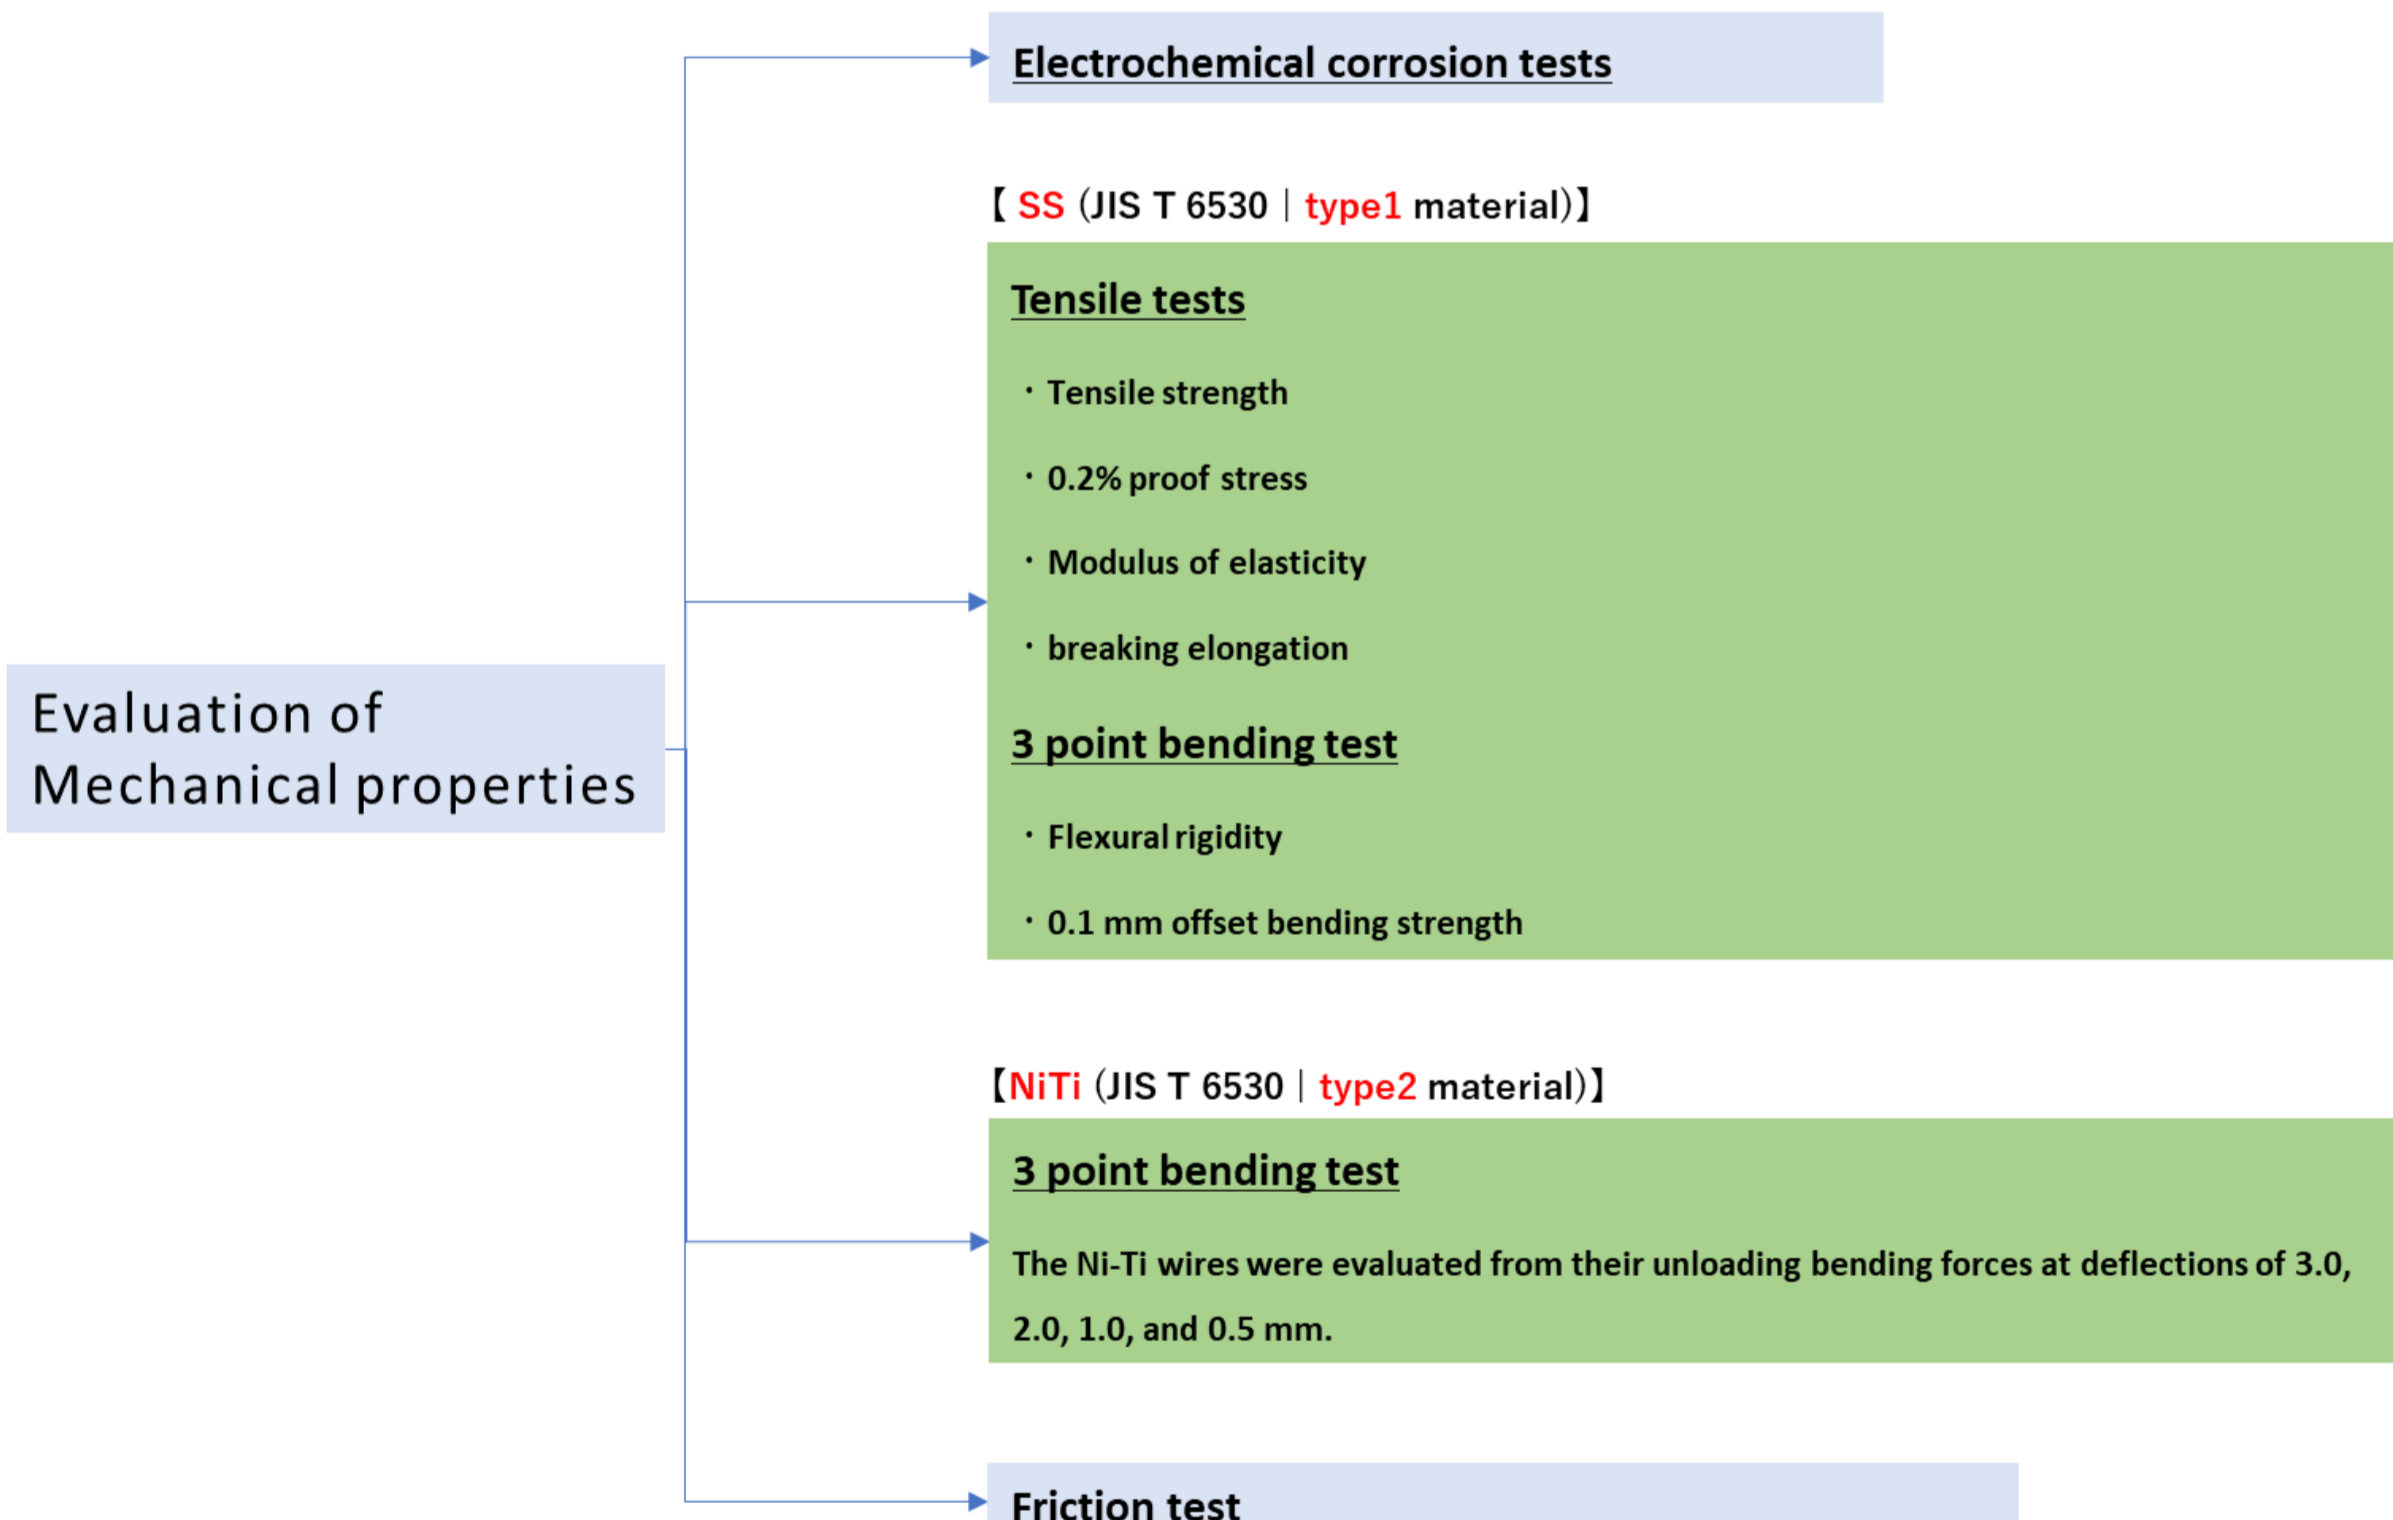 Electrochemical corrosion tests
【 SS (JIS T 6530｜type1 material)】
Tensile tests
・Tensile strength
・0.2% proof stress
・Modulus of elasticity
・breaking elongation
Evaluation of
Mechanical properties
3 point bending test
・Flexural rigidity
・0.1 mm offset bending strength
【NiTi (JIS T 6530｜type2 material)】
3 point bending test
The Ni-Ti wires were evaluated from their unloading bending forces at deflections of 3.0,
2.0, 1.0, and 0.5 mm.
Friction test